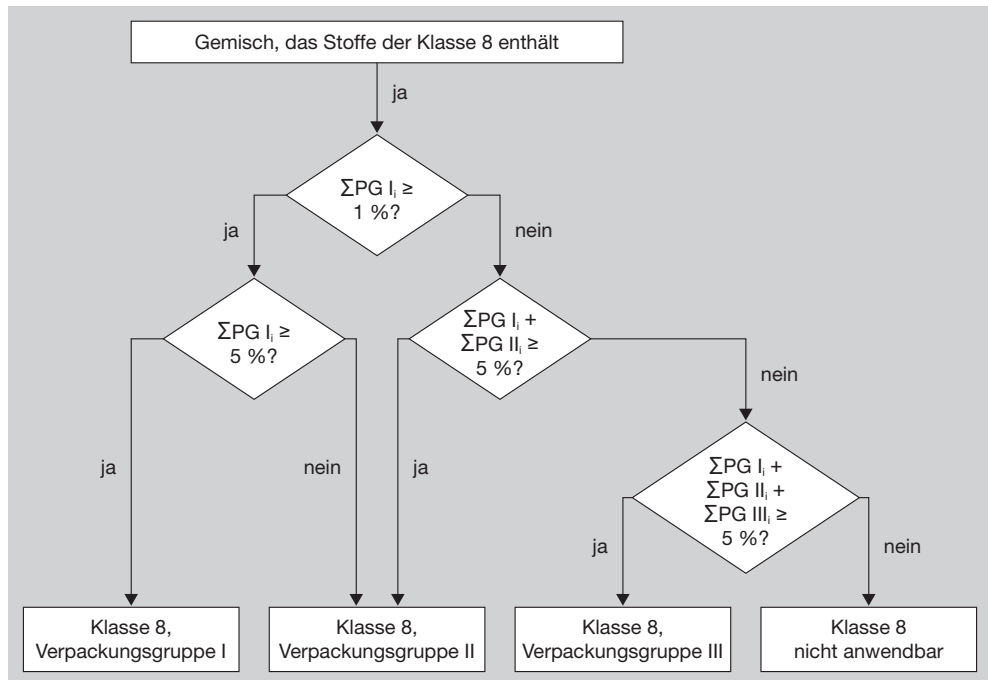 Gemisch, das Stoffe der Klasse 8 enthält
ja
∑PG Iᵢ ≥
1 %?
ja
nein
∑PG Iᵢ ≥
5 %?
∑PG Iᵢ +
∑PG IIᵢ ≥
5 %?
nein
ja
nein
ja
∑PG Iᵢ +
∑PG IIᵢ +
∑PG IIIᵢ ≥
5 %?
ja
nein
Klasse 8,
Verpackungsgruppe I
Klasse 8,
Verpackungsgruppe II
Klasse 8,
Verpackungsgruppe III
Klasse 8
nicht anwendbar